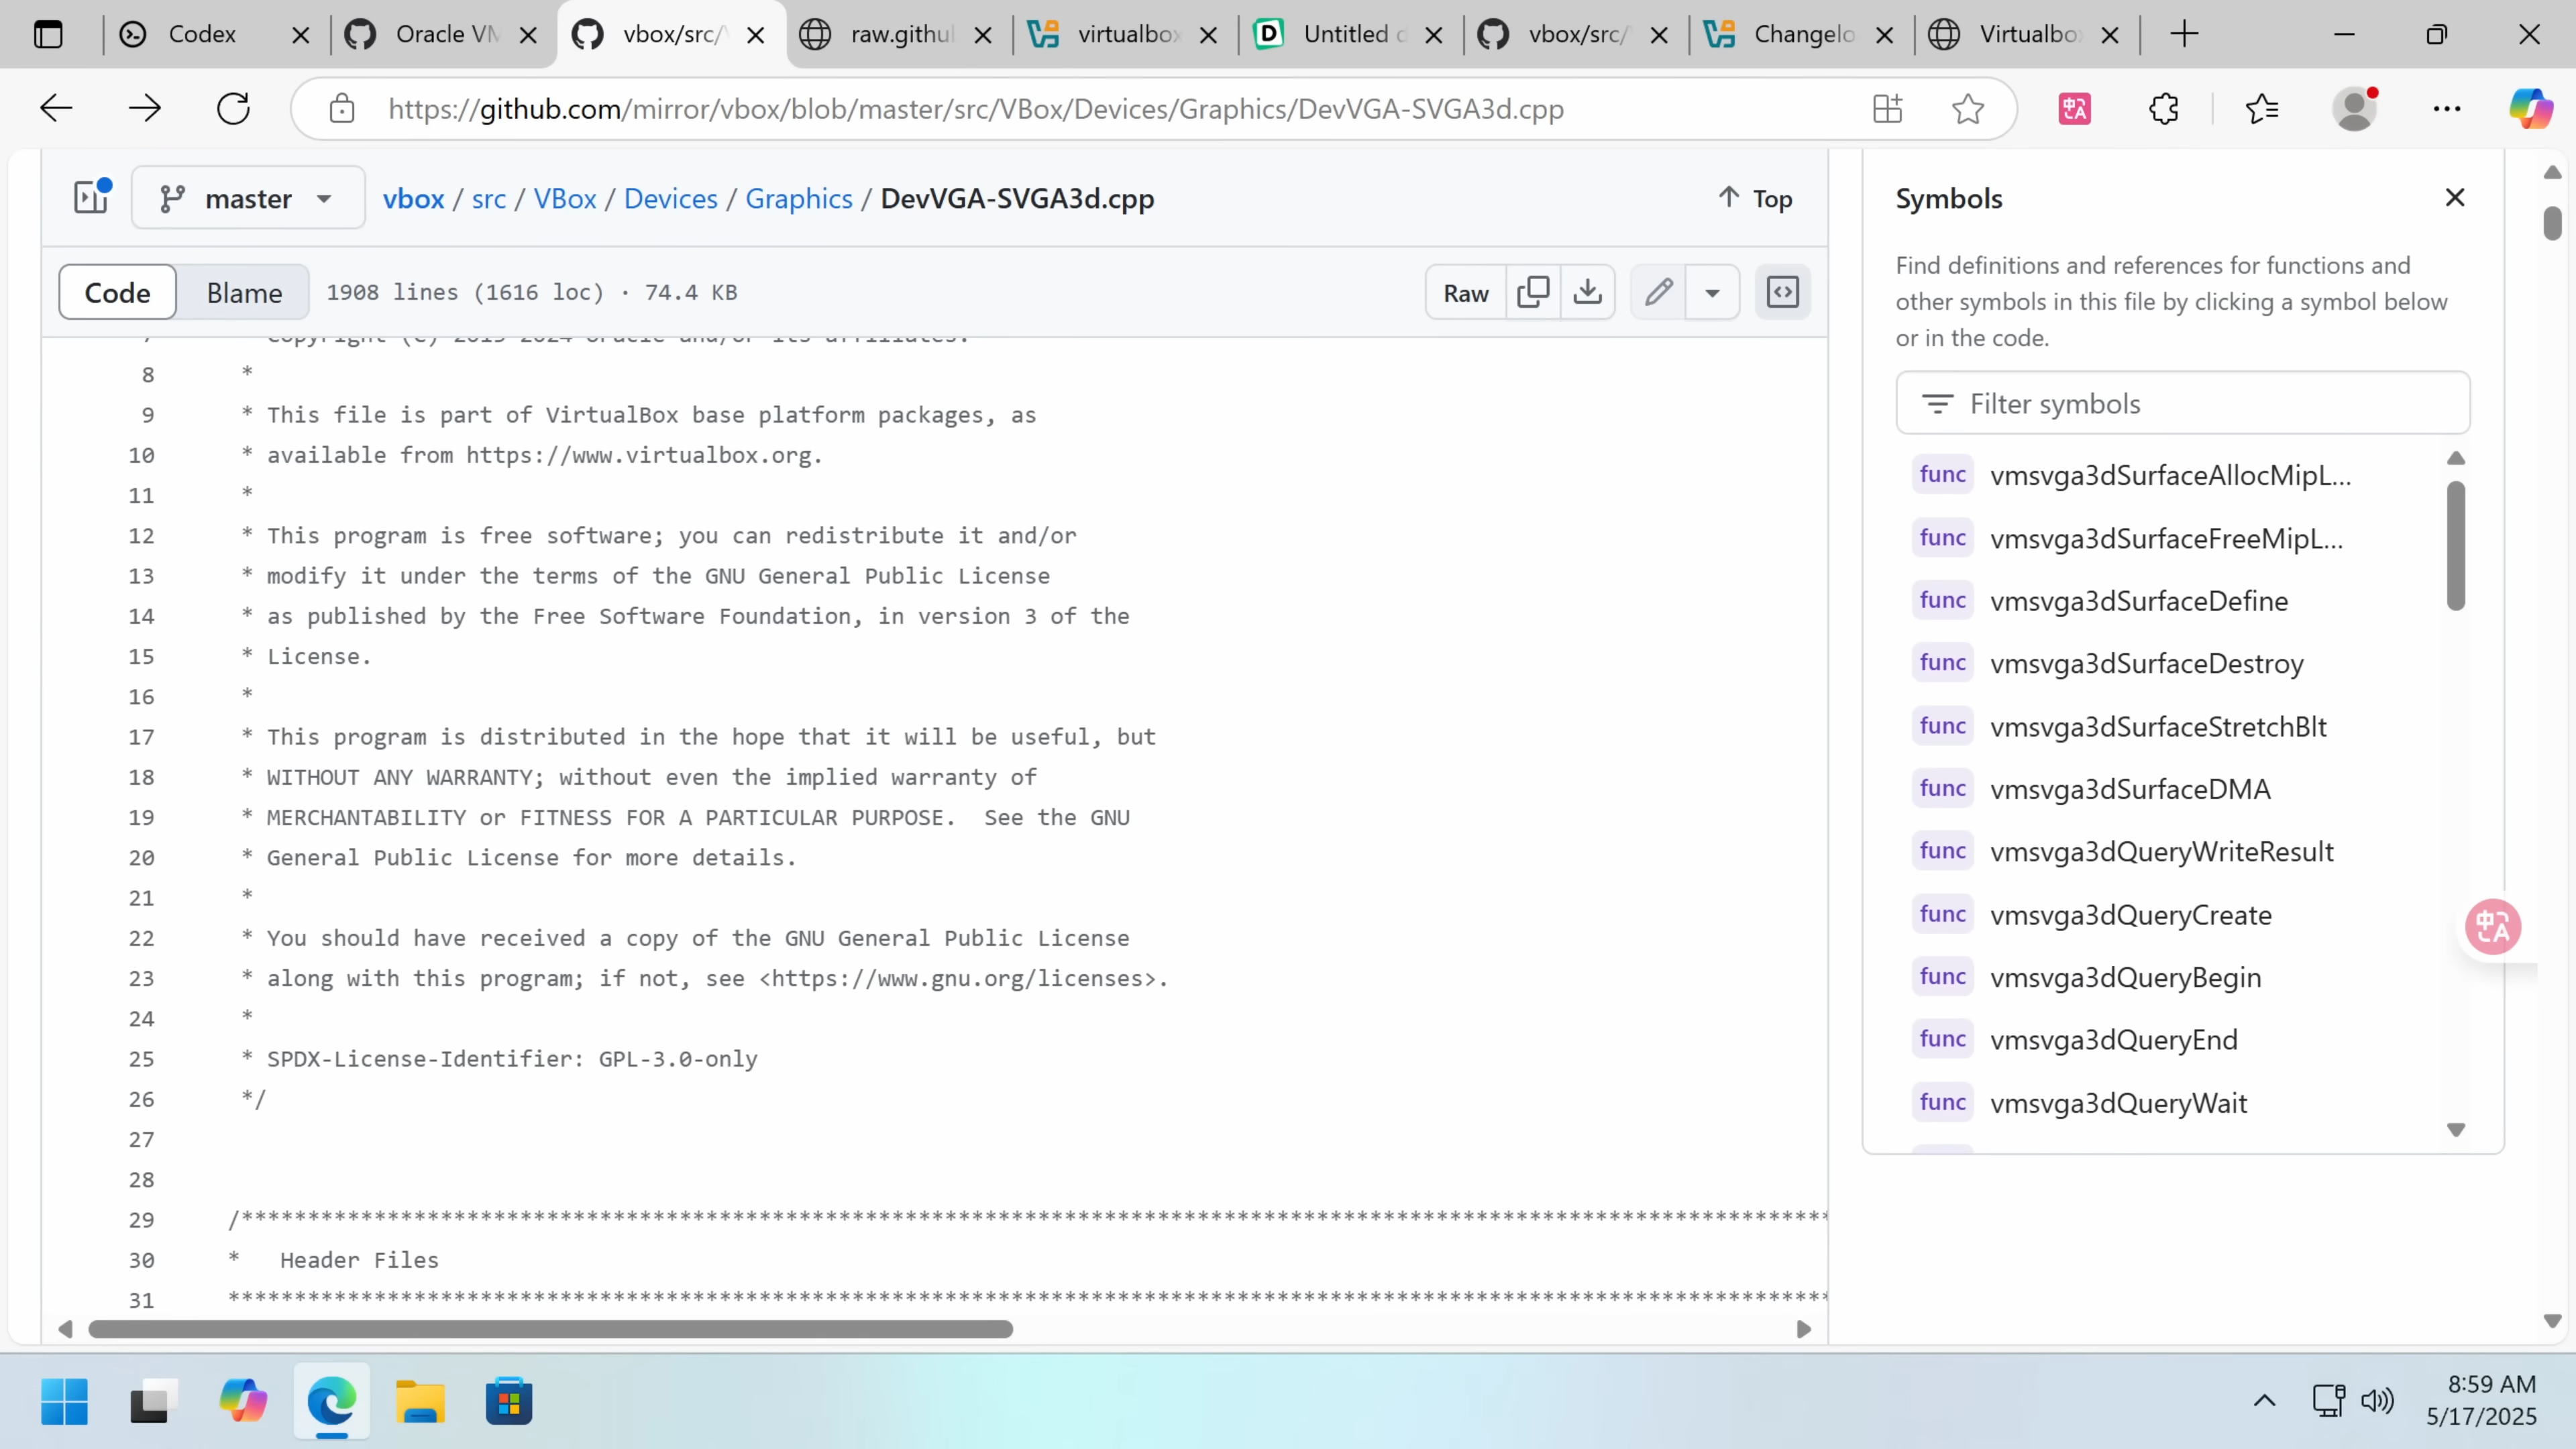 Codex
Oracle VM
vbox/src/V
raw.githu
virtualbox
Untitled
vbox/src/
Changelo
Virtualbo
https://github.com/mirror/vbox/blob/master/src/VBox/Devices/Graphics/DevVGA-SVGA3d.cpp
master
vbox / src / VBox / Devices / Graphics / DevVGA-SVGA3d.cpp
Top
Code
Blame
1908 lines (1616 loc) · 74.4 KB
Raw
8 *
9 * This file is part of VirtualBox base platform packages, as
10 * available from https://www.virtualbox.org.
11 *
12 * This program is free software; you can redistribute it and/or
13 * modify it under the terms of the GNU General Public License
14 * as published by the Free Software Foundation, in version 3 of the
15 * License.
16 *
17 * This program is distributed in the hope that it will be useful, but
18 * WITHOUT ANY WARRANTY; without even the implied warranty of
19 * MERCHANTABILITY or FITNESS FOR A PARTICULAR PURPOSE.  See the GNU
20 * General Public License for more details.
21 *
22 * You should have received a copy of the GNU General Public License
23 * along with this program; if not, see <https://www.gnu.org/licenses>.
24 *
25 * SPDX-License-Identifier: GPL-3.0-only
26 */
27
28
29 /************************************************************************************************************************
30 *   Header Files
31 *************************************************************************************************************************
Symbols
Find definitions and references for functions and
other symbols in this file by clicking a symbol below
or in the code.
Filter symbols
func vmsvga3dSurfaceAllocMipL...
func vmsvga3dSurfaceFreeMipL...
func vmsvga3dSurfaceDefine
func vmsvga3dSurfaceDestroy
func vmsvga3dSurfaceStretchBlt
func vmsvga3dSurfaceDMA
func vmsvga3dQueryWriteResult
func vmsvga3dQueryCreate
func vmsvga3dQueryBegin
func vmsvga3dQueryEnd
func vmsvga3dQueryWait
8:59 AM
5/17/2025